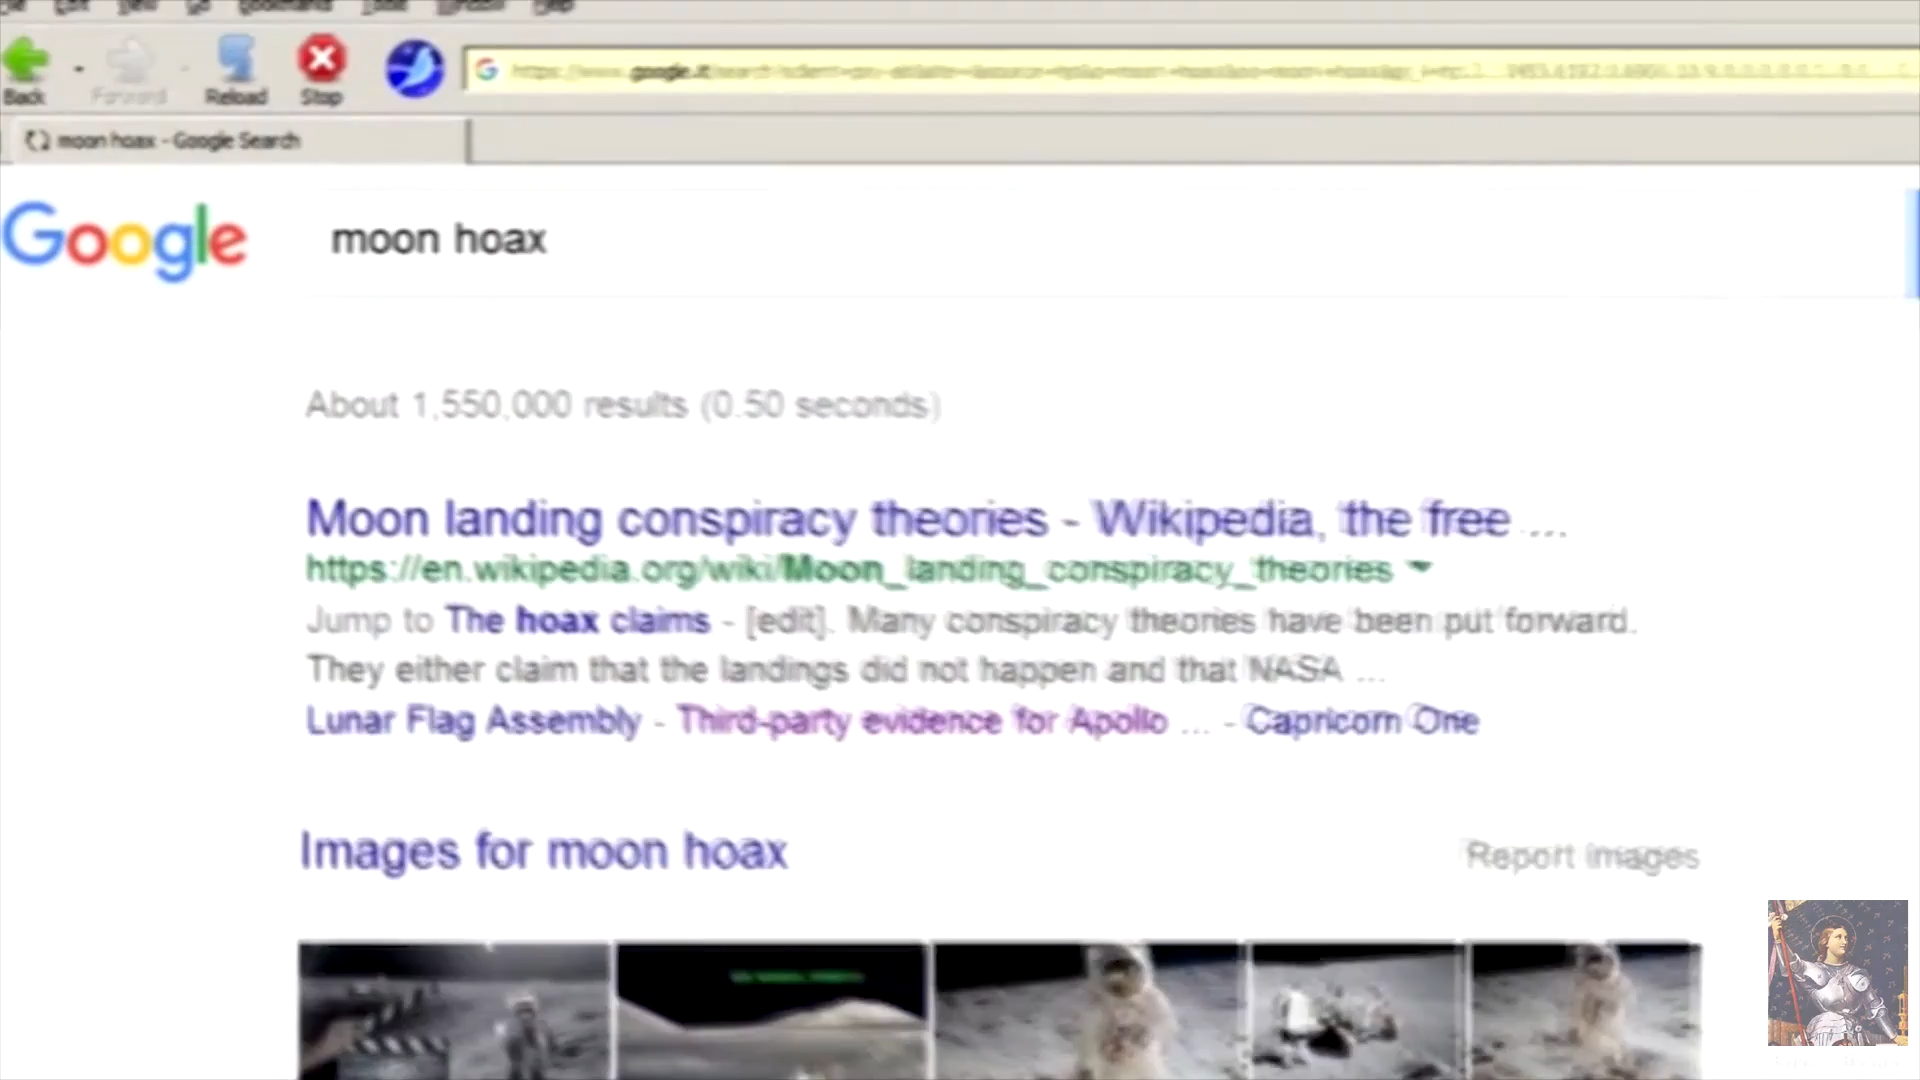 Back Forward Reload Stop
moon hoax - Google Search
Google moon hoax
About 1,550,000 results (0.50 seconds)
Moon landing conspiracy theories - Wikipedia, the free ...
https://en.wikipedia.org/wiki/Moon_landing_conspiracy_theories
Jump to The hoax claims - [edit]. Many conspiracy theories have been put forward.
They either claim that the landings did not happen and that NASA ...
Lunar Flag Assembly - Third-party evidence for Apollo ... - Capricorn One
Images for moon hoax
Report images